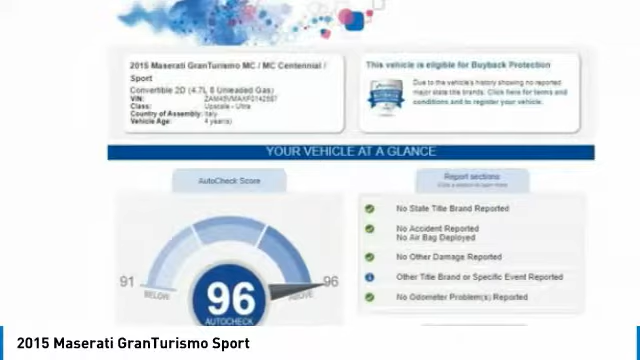 2015 Maserati GranTurismo MC / MC Centennial /
Sport
Convertible 2D (4.7L 8 Unleaded Gas)
VIN:
Class: Upscale - Ultra
Country of Assembly: Italy
Vehicle Age: 4 year(s)
This vehicle is eligible for Buyback Protection
Due to the vehicle's history showing no reported
major state title brands. Click here for terms and
conditions and to register your vehicle.
YOUR VEHICLE AT A GLANCE
AutoCheck Score
91
BELOW
96
AUTOCHECK
96
ABOVE
Report sections
No State Title Brand Reported
No Accident Reported
No Air Bag Deployed
No Other Damage Reported
Other Title Brand or Specific Event Reported
No Odometer Problem(s) Reported
2015 Maserati GranTurismo Sport